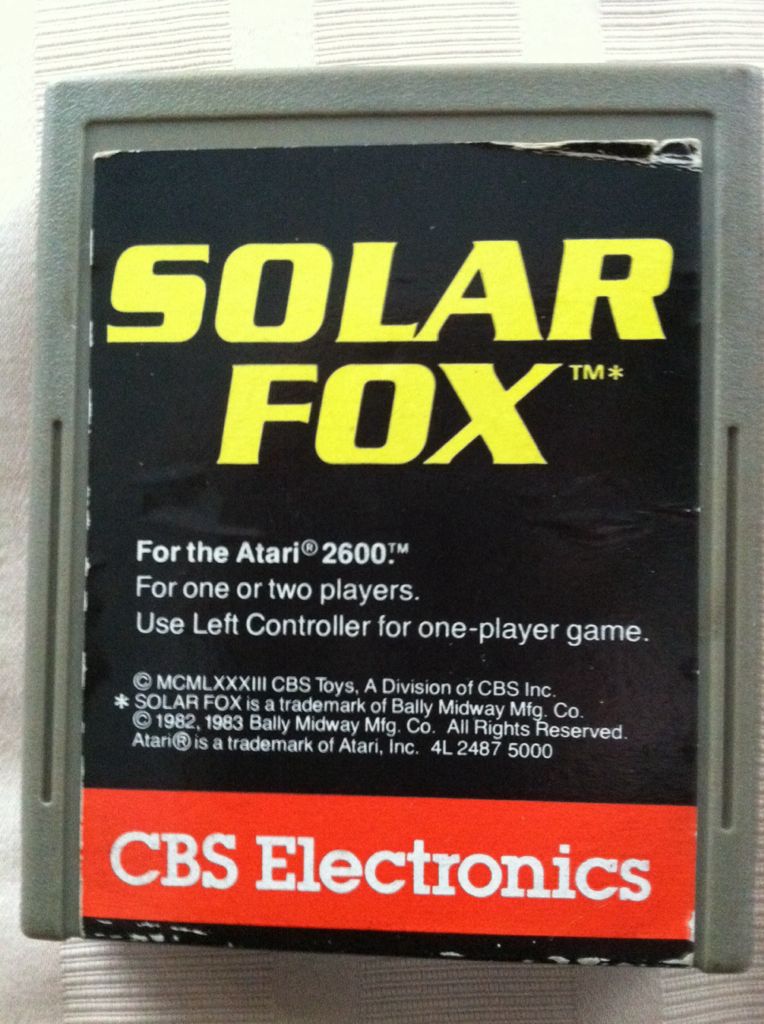 SOLAR
FOX™*
For the Atari® 2600.™
For one or two players.
Use Left Controller for one-player game.
© MCMLXXXIII CBS Toys, A Division of CBS Inc.
* SOLAR FOX is a trademark of Bally Midway Mfg. Co.
© 1982, 1983 Bally Midway Mfg. Co. All Rights Reserved.
Atari® is a trademark of Atari, Inc. 4L 2487 5000
CBS Electronics